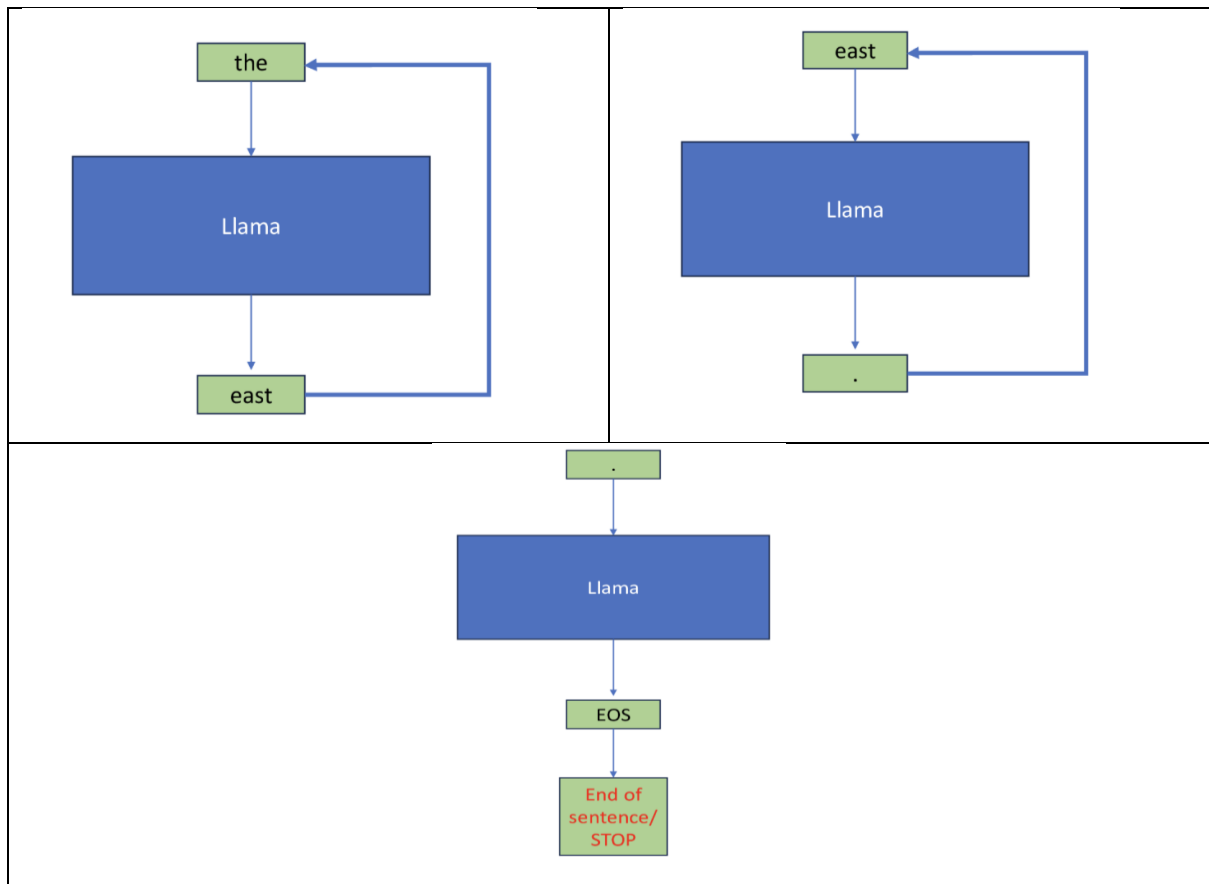 the
Llama
east
east
Llama
.
.
Llama
EOS
End of
sentence/
STOP